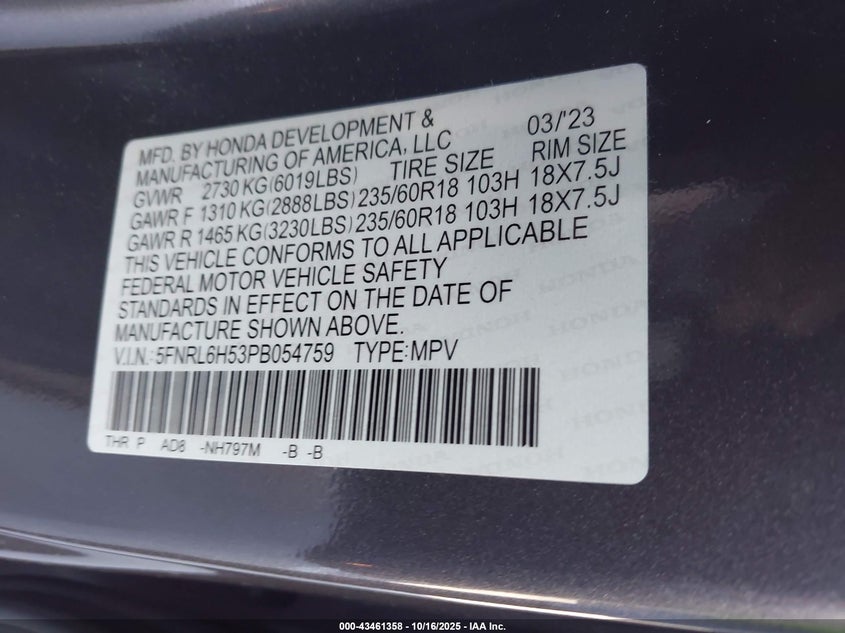 MFD. BY HONDA DEVELOPMENT &
MANUFACTURING OF AMERICA, LLC 03/'23
GVWR 2730 KG(6019LBS) TIRE SIZE RIM SIZE
GAWR F 1310 KG(2888LBS) 235/60R18 103H 18X7.5J
GAWR R 1465 KG(3230LBS) 235/60R18 103H 18X7.5J
THIS VEHICLE CONFORMS TO ALL APPLICABLE
FEDERAL MOTOR VEHICLE SAFETY
STANDARDS IN EFFECT ON THE DATE OF
MANUFACTURE SHOWN ABOVE.
V.I.N.:5FNRL6H53PB054759 TYPE:MPV
THR P AD8 -NH797M -B -B
000-43461358 - 10/16/2025 - IAA Inc.